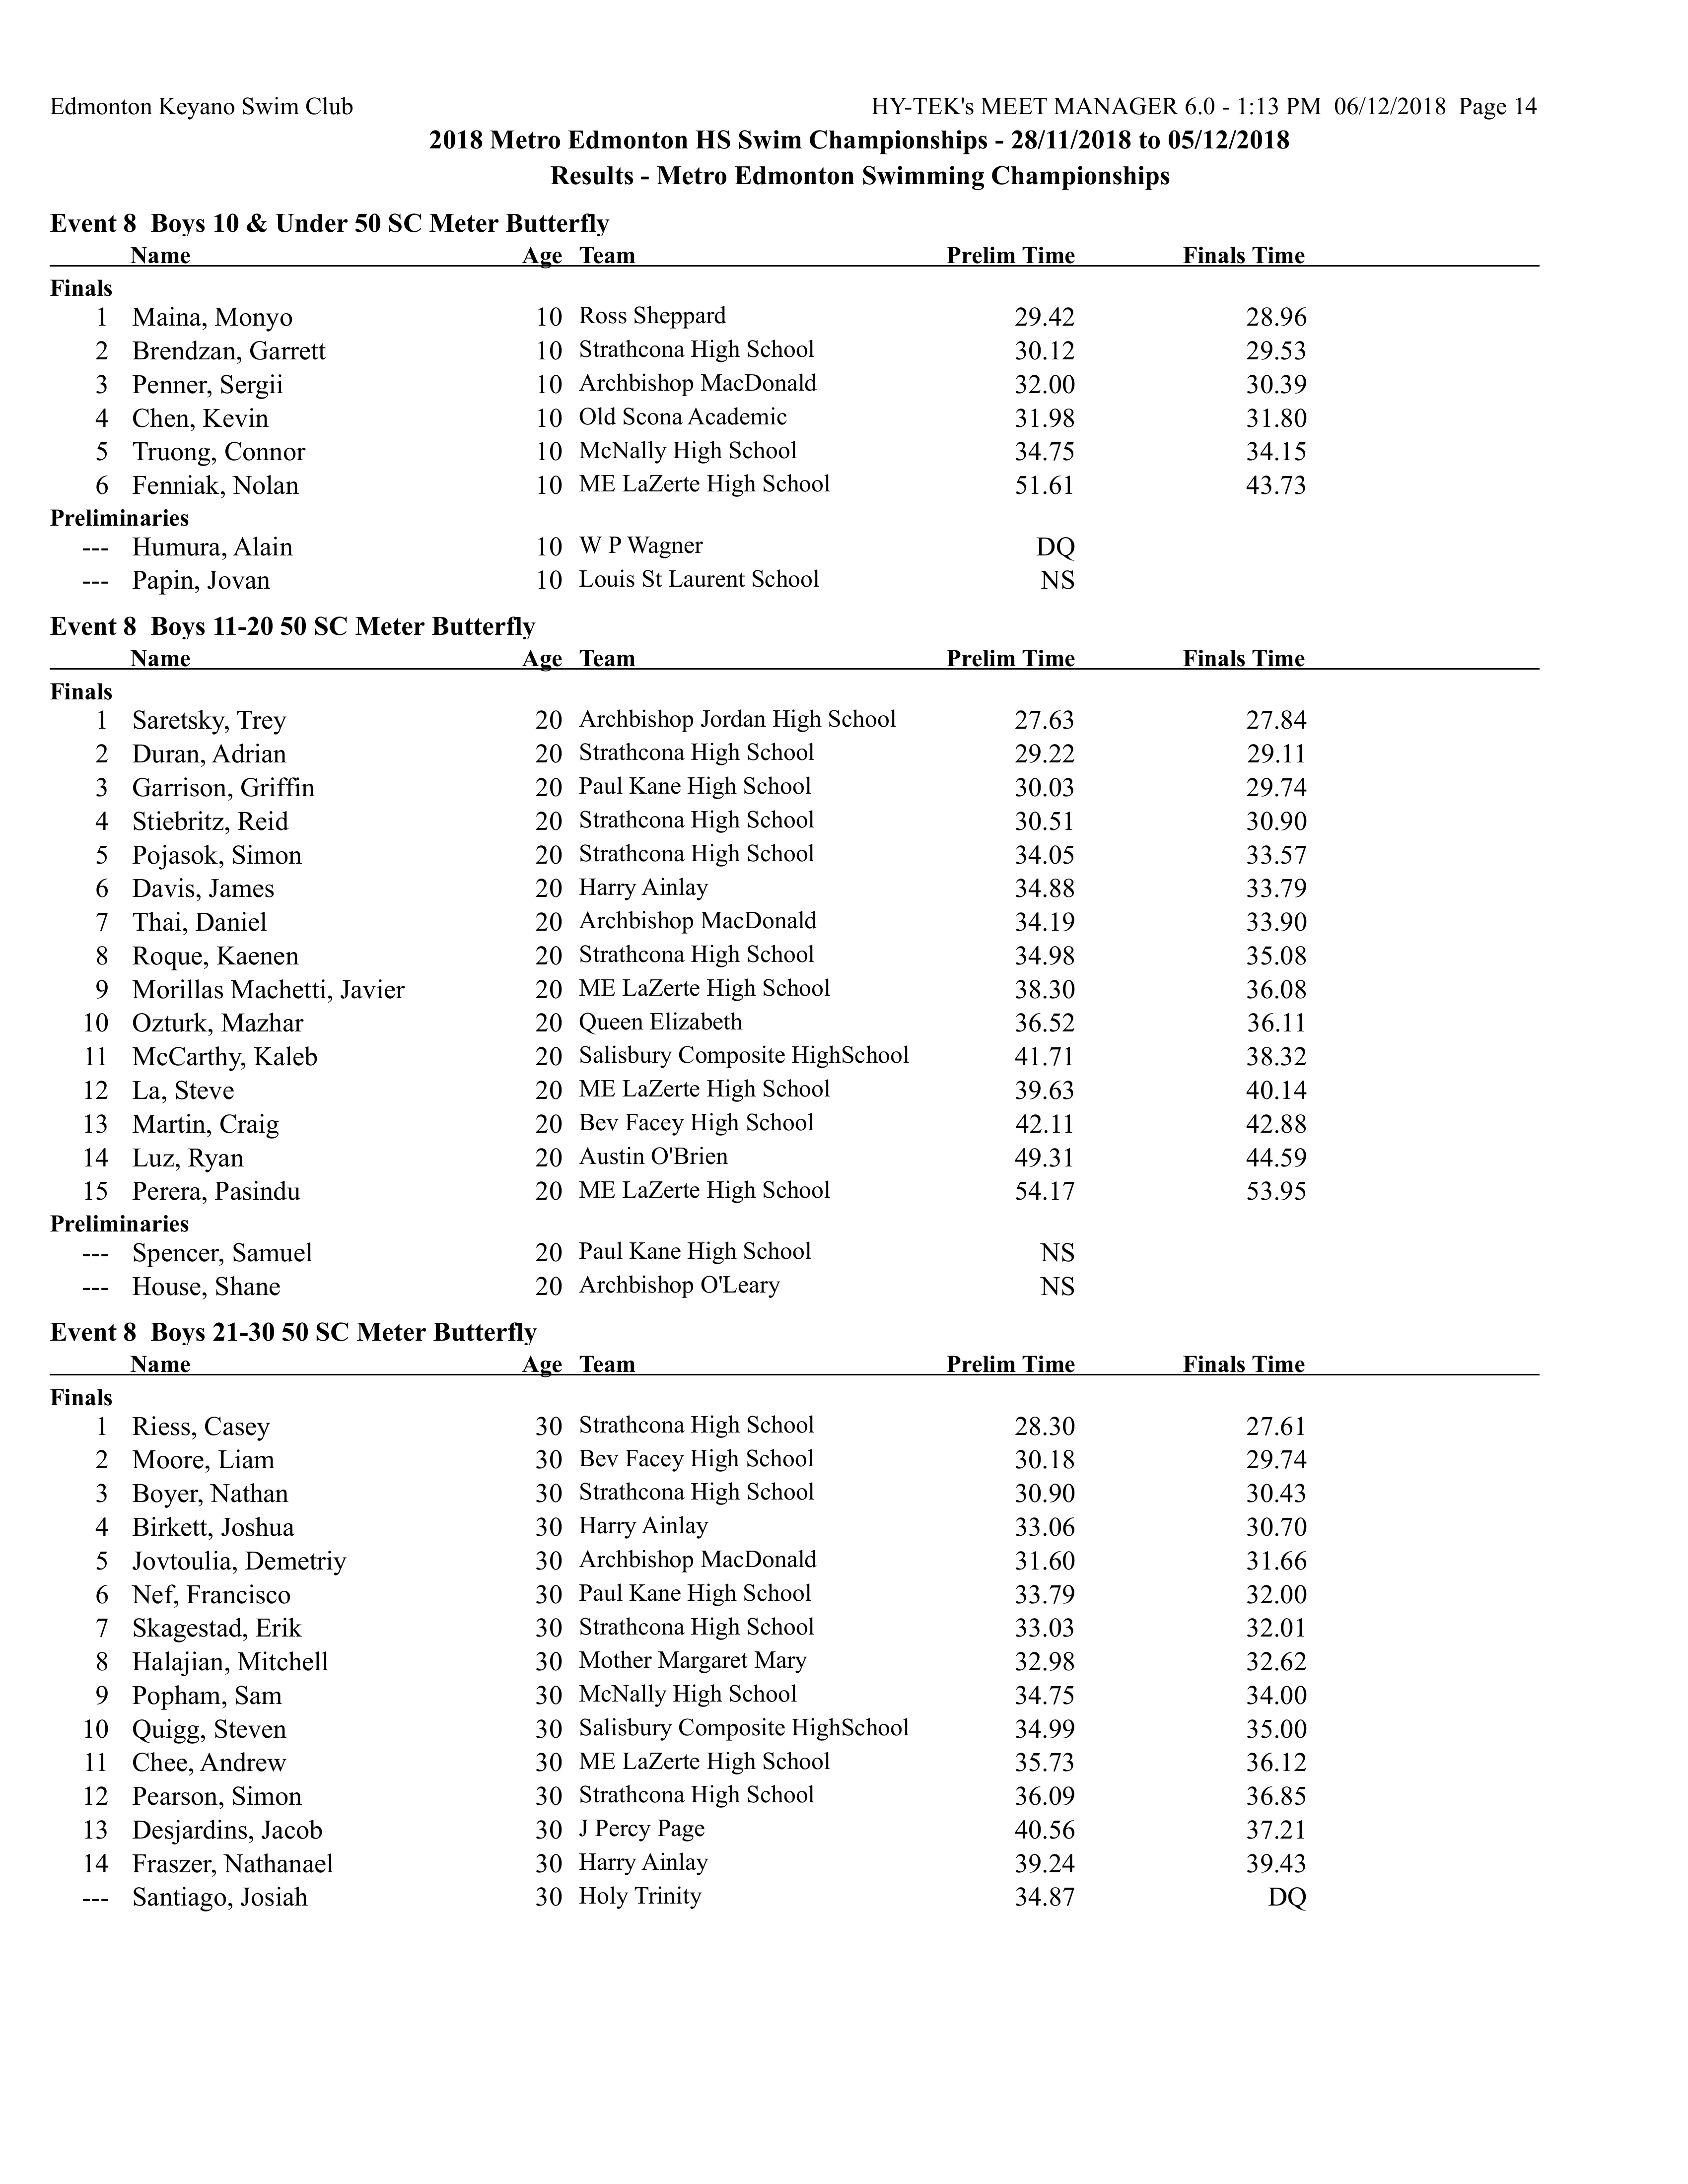 Edmonton Keyano Swim Club HY-TEK's MEET MANAGER 6.0 - 1:13 PM 06/12/2018 Page 14
2018 Metro Edmonton HS Swim Championships - 28/11/2018 to 05/12/2018
Results - Metro Edmonton Swimming Championships
Event 8 Boys 10 & Under 50 SC Meter Butterfly
Name Age Team Prelim Time Finals Time
Finals
1 Maina, Monyo 10 Ross Sheppard 29.42 28.96
2 Brendzan, Garrett 10 Strathcona High School 30.12 29.53
3 Penner, Sergii 10 Archbishop MacDonald 32.00 30.39
4 Chen, Kevin 10 Old Scona Academic 31.98 31.80
5 Truong, Connor 10 McNally High School 34.75 34.15
6 Fenniak, Nolan 10 ME LaZerte High School 51.61 43.73
Preliminaries
--- Humura, Alain 10 W P Wagner DQ
--- Papin, Jovan 10 Louis St Laurent School NS
Event 8 Boys 11-20 50 SC Meter Butterfly
Name Age Team Prelim Time Finals Time
Finals
1 Saretsky, Trey 20 Archbishop Jordan High School 27.63 27.84
2 Duran, Adrian 20 Strathcona High School 29.22 29.11
3 Garrison, Griffin 20 Paul Kane High School 30.03 29.74
4 Stiebritz, Reid 20 Strathcona High School 30.51 30.90
5 Pojasok, Simon 20 Strathcona High School 34.05 33.57
6 Davis, James 20 Harry Ainlay 34.88 33.79
7 Thai, Daniel 20 Archbishop MacDonald 34.19 33.90
8 Roque, Kaenen 20 Strathcona High School 34.98 35.08
9 Morillas Machetti, Javier 20 ME LaZerte High School 38.30 36.08
10 Ozturk, Mazhar 20 Queen Elizabeth 36.52 36.11
11 McCarthy, Kaleb 20 Salisbury Composite HighSchool 41.71 38.32
12 La, Steve 20 ME LaZerte High School 39.63 40.14
13 Martin, Craig 20 Bev Facey High School 42.11 42.88
14 Luz, Ryan 20 Austin O'Brien 49.31 44.59
15 Perera, Pasindu 20 ME LaZerte High School 54.17 53.95
Preliminaries
--- Spencer, Samuel 20 Paul Kane High School NS
--- House, Shane 20 Archbishop O'Leary NS
Event 8 Boys 21-30 50 SC Meter Butterfly
Name Age Team Prelim Time Finals Time
Finals
1 Riess, Casey 30 Strathcona High School 28.30 27.61
2 Moore, Liam 30 Bev Facey High School 30.18 29.74
3 Boyer, Nathan 30 Strathcona High School 30.90 30.43
4 Birkett, Joshua 30 Harry Ainlay 33.06 30.70
5 Jovtoulia, Demetriy 30 Archbishop MacDonald 31.60 31.66
6 Nef, Francisco 30 Paul Kane High School 33.79 32.00
7 Skagestad, Erik 30 Strathcona High School 33.03 32.01
8 Halajian, Mitchell 30 Mother Margaret Mary 32.98 32.62
9 Popham, Sam 30 McNally High School 34.75 34.00
10 Quigg, Steven 30 Salisbury Composite HighSchool 34.99 35.00
11 Chee, Andrew 30 ME LaZerte High School 35.73 36.12
12 Pearson, Simon 30 Strathcona High School 36.09 36.85
13 Desjardins, Jacob 30 J Percy Page 40.56 37.21
14 Fraszer, Nathanael 30 Harry Ainlay 39.24 39.43
--- Santiago, Josiah 30 Holy Trinity 34.87 DQ